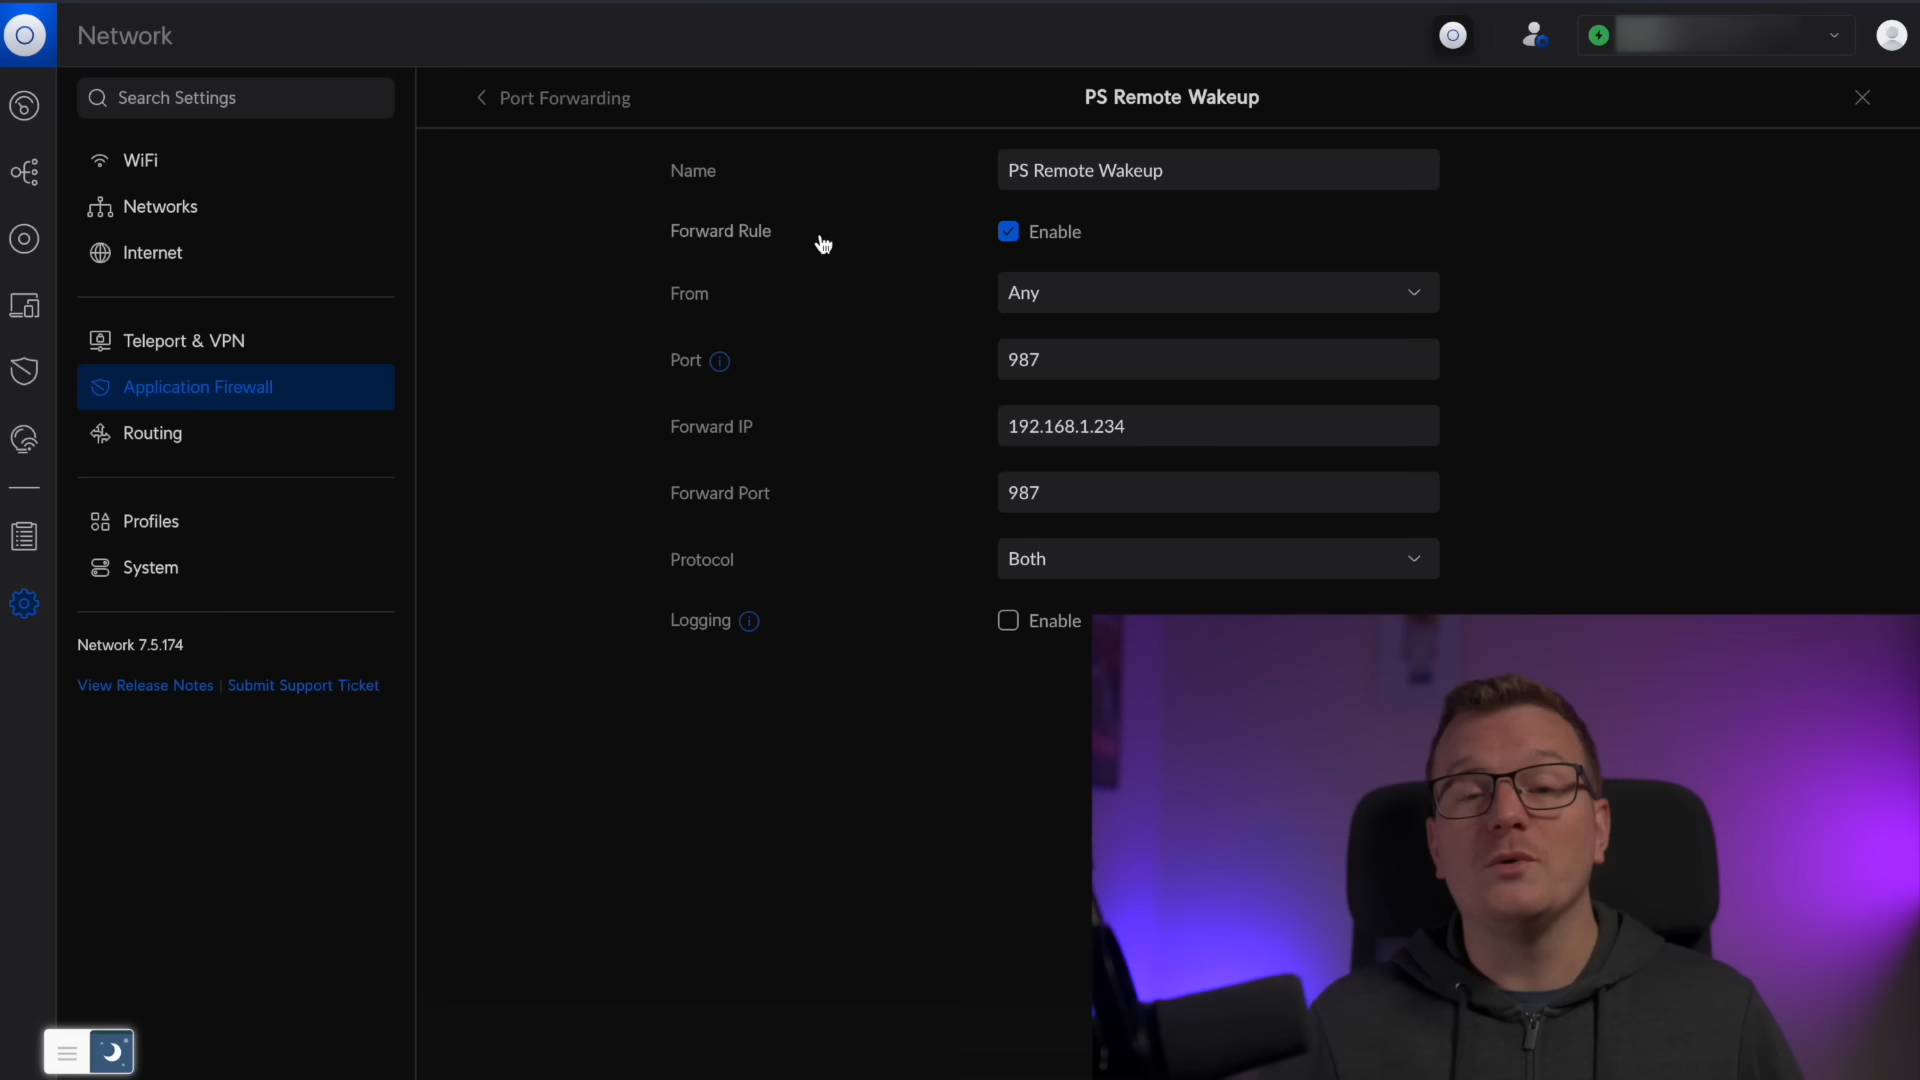 Network
Search Settings
Port Forwarding
PS Remote Wakeup
WiFi
Networks
Internet
Teleport & VPN
Application Firewall
Routing
Profiles
System
Network 7.5.174
View Release Notes | Submit Support Ticket
Name
PS Remote Wakeup
Forward Rule
Enable
From
Any
Port
987
Forward IP
192.168.1.234
Forward Port
987
Protocol
Both
Logging
Enable